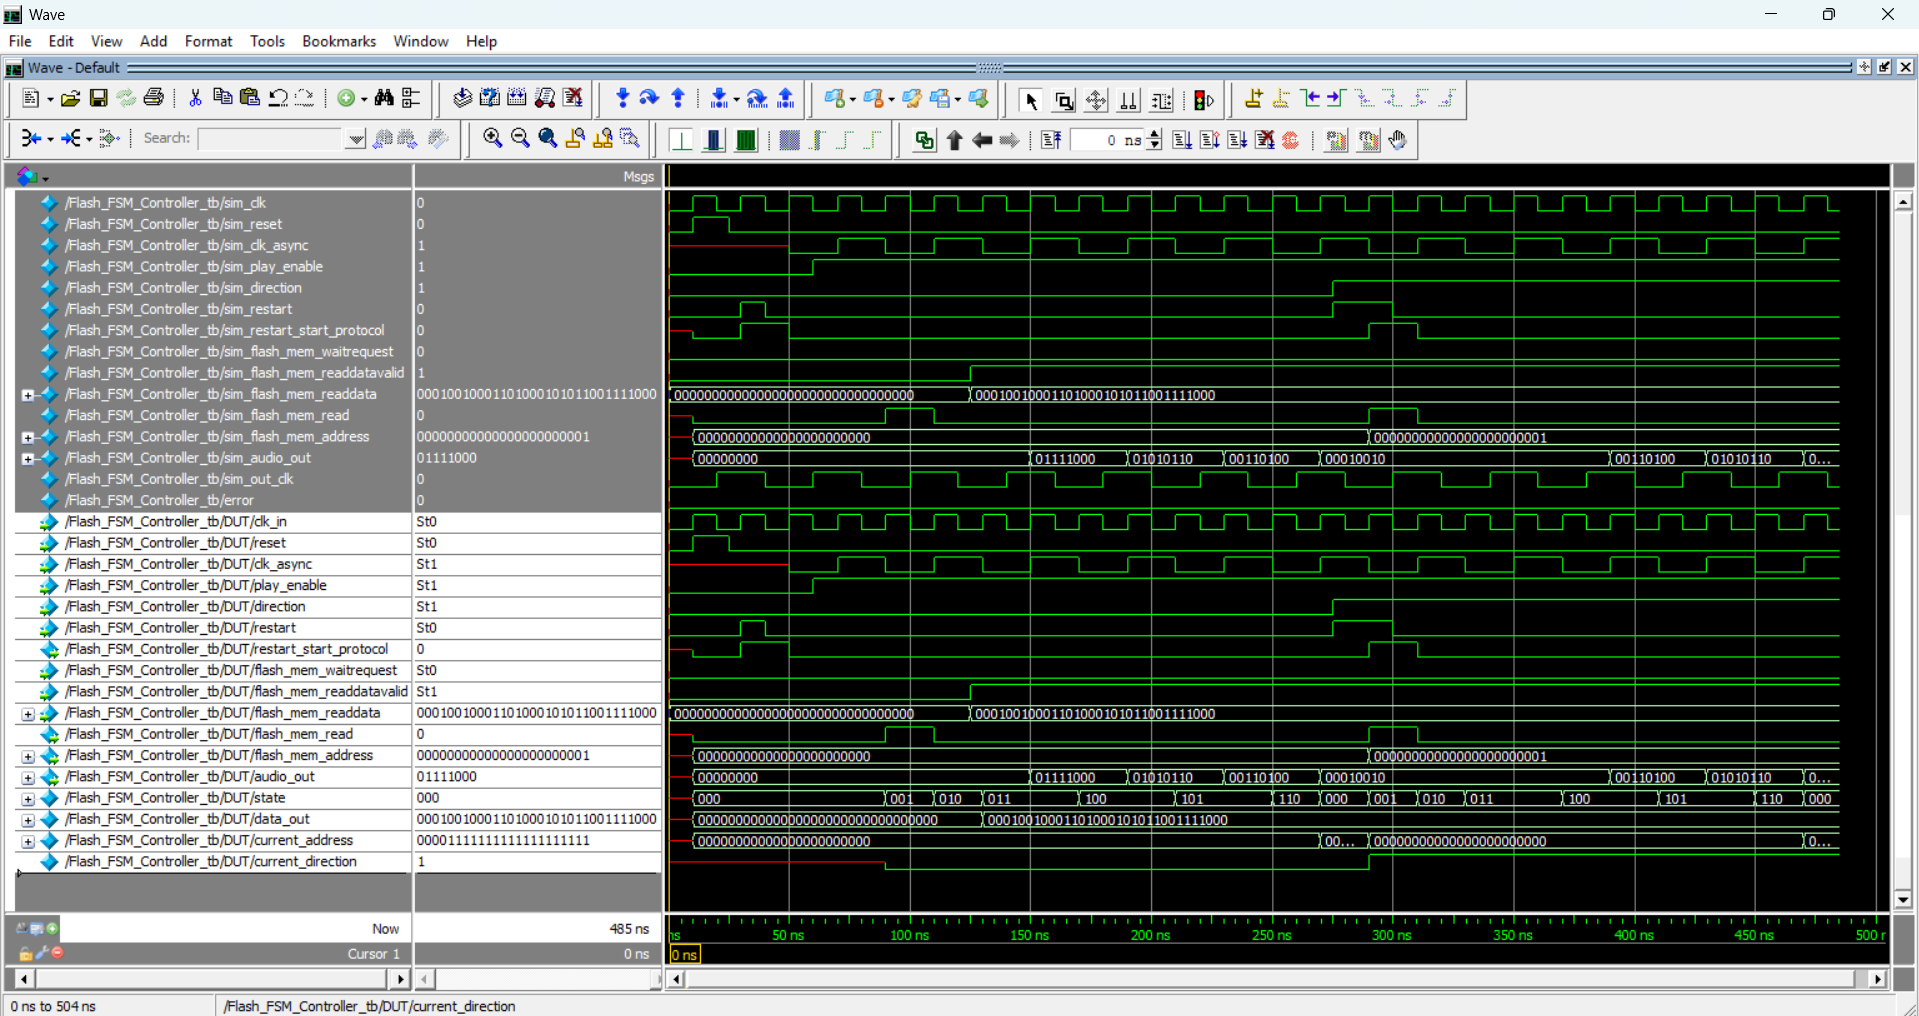 Wave
File Edit View Add Format Tools Bookmarks Window Help
Wave - Default
Search:
0 ns
Msgs
/Flash_FSM_Controller_tb/sim_clk 0
/Flash_FSM_Controller_tb/sim_reset 0
/Flash_FSM_Controller_tb/sim_clk_async 1
/Flash_FSM_Controller_tb/sim_play_enable 1
/Flash_FSM_Controller_tb/sim_direction 1
/Flash_FSM_Controller_tb/sim_restart 0
/Flash_FSM_Controller_tb/sim_restart_start_protocol 0
/Flash_FSM_Controller_tb/sim_flash_mem_waitrequest 0
/Flash_FSM_Controller_tb/sim_flash_mem_readdatavalid 1
/Flash_FSM_Controller_tb/sim_flash_mem_readdata 00010010001101000101011001111000 00000000000000000000000000000000 00010010001101000101011001111000
/Flash_FSM_Controller_tb/sim_flash_mem_read 0
/Flash_FSM_Controller_tb/sim_flash_mem_address 00000000000000000000001 00000000000000000000000 00000000000000000000001
/Flash_FSM_Controller_tb/sim_audio_out 01111000 00000000 01111000 01010110 00110100 00010010 00110100 01010110 0...
/Flash_FSM_Controller_tb/sim_out_clk 0
/Flash_FSM_Controller_tb/error 0
/Flash_FSM_Controller_tb/DUT/clk_in St0
/Flash_FSM_Controller_tb/DUT/reset St0
/Flash_FSM_Controller_tb/DUT/clk_async St1
/Flash_FSM_Controller_tb/DUT/play_enable St1
/Flash_FSM_Controller_tb/DUT/direction St1
/Flash_FSM_Controller_tb/DUT/restart St0
/Flash_FSM_Controller_tb/DUT/restart_start_protocol 0
/Flash_FSM_Controller_tb/DUT/flash_mem_waitrequest St0
/Flash_FSM_Controller_tb/DUT/flash_mem_readdatavalid St1
/Flash_FSM_Controller_tb/DUT/flash_mem_readdata 00010010001101000101011001111000 00000000000000000000000000000000 00010010001101000101011001111000
/Flash_FSM_Controller_tb/DUT/flash_mem_read 0
/Flash_FSM_Controller_tb/DUT/flash_mem_address 00000000000000000000001 00000000000000000000000 00000000000000000000001
/Flash_FSM_Controller_tb/DUT/audio_out 01111000 00000000 01111000 01010110 00110100 00010010 00110100 01010110 0...
/Flash_FSM_Controller_tb/DUT/state 000 000 001 010 011 100 101 110 000 001 010 011 100 101 110 000
/Flash_FSM_Controller_tb/DUT/data_out 00010010001101000101011001111000 00000000000000000000000000000000 00010010001101000101011001111000
/Flash_FSM_Controller_tb/DUT/current_address 00001111111111111111111 00000000000000000000000 00... 00000000000000000000000 0...
/Flash_FSM_Controller_tb/DUT/current_direction 1
Now 485 ns ns 50 ns 100 ns 150 ns 200 ns 250 ns 300 ns 350 ns 400 ns 450 ns 500
Cursor 1 0 ns 0 ns
0 ns to 504 ns /Flash_FSM_Controller_tb/DUT/current_direction